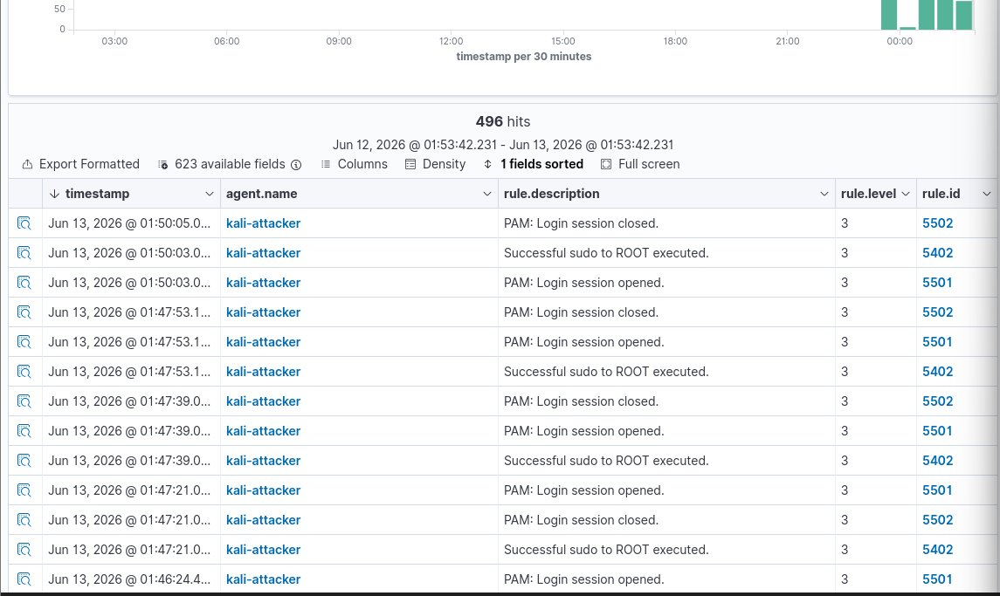 50
0
03:00 06:00 09:00 12:00 15:00 18:00 21:00 00:00
timestamp per 30 minutes
496 hits
Jun 12, 2026 @ 01:53:42.231 - Jun 13, 2026 @ 01:53:42.231
Export Formatted 623 available fields Columns Density 1 fields sorted Full screen
timestamp agent.name rule.description rule.level rule.id
Jun 13, 2026 @ 01:50:05.0... kali-attacker PAM: Login session closed. 3 5502
Jun 13, 2026 @ 01:50:03.0... kali-attacker Successful sudo to ROOT executed. 3 5402
Jun 13, 2026 @ 01:50:03.0... kali-attacker PAM: Login session opened. 3 5501
Jun 13, 2026 @ 01:47:53.1... kali-attacker PAM: Login session closed. 3 5502
Jun 13, 2026 @ 01:47:53.1... kali-attacker PAM: Login session opened. 3 5501
Jun 13, 2026 @ 01:47:53.1... kali-attacker Successful sudo to ROOT executed. 3 5402
Jun 13, 2026 @ 01:47:39.0... kali-attacker PAM: Login session closed. 3 5502
Jun 13, 2026 @ 01:47:39.0... kali-attacker PAM: Login session opened. 3 5501
Jun 13, 2026 @ 01:47:39.0... kali-attacker Successful sudo to ROOT executed. 3 5402
Jun 13, 2026 @ 01:47:21.0... kali-attacker PAM: Login session opened. 3 5501
Jun 13, 2026 @ 01:47:21.0... kali-attacker PAM: Login session closed. 3 5502
Jun 13, 2026 @ 01:47:21.0... kali-attacker Successful sudo to ROOT executed. 3 5402
Jun 13, 2026 @ 01:46:24.4... kali-attacker PAM: Login session opened. 3 5501